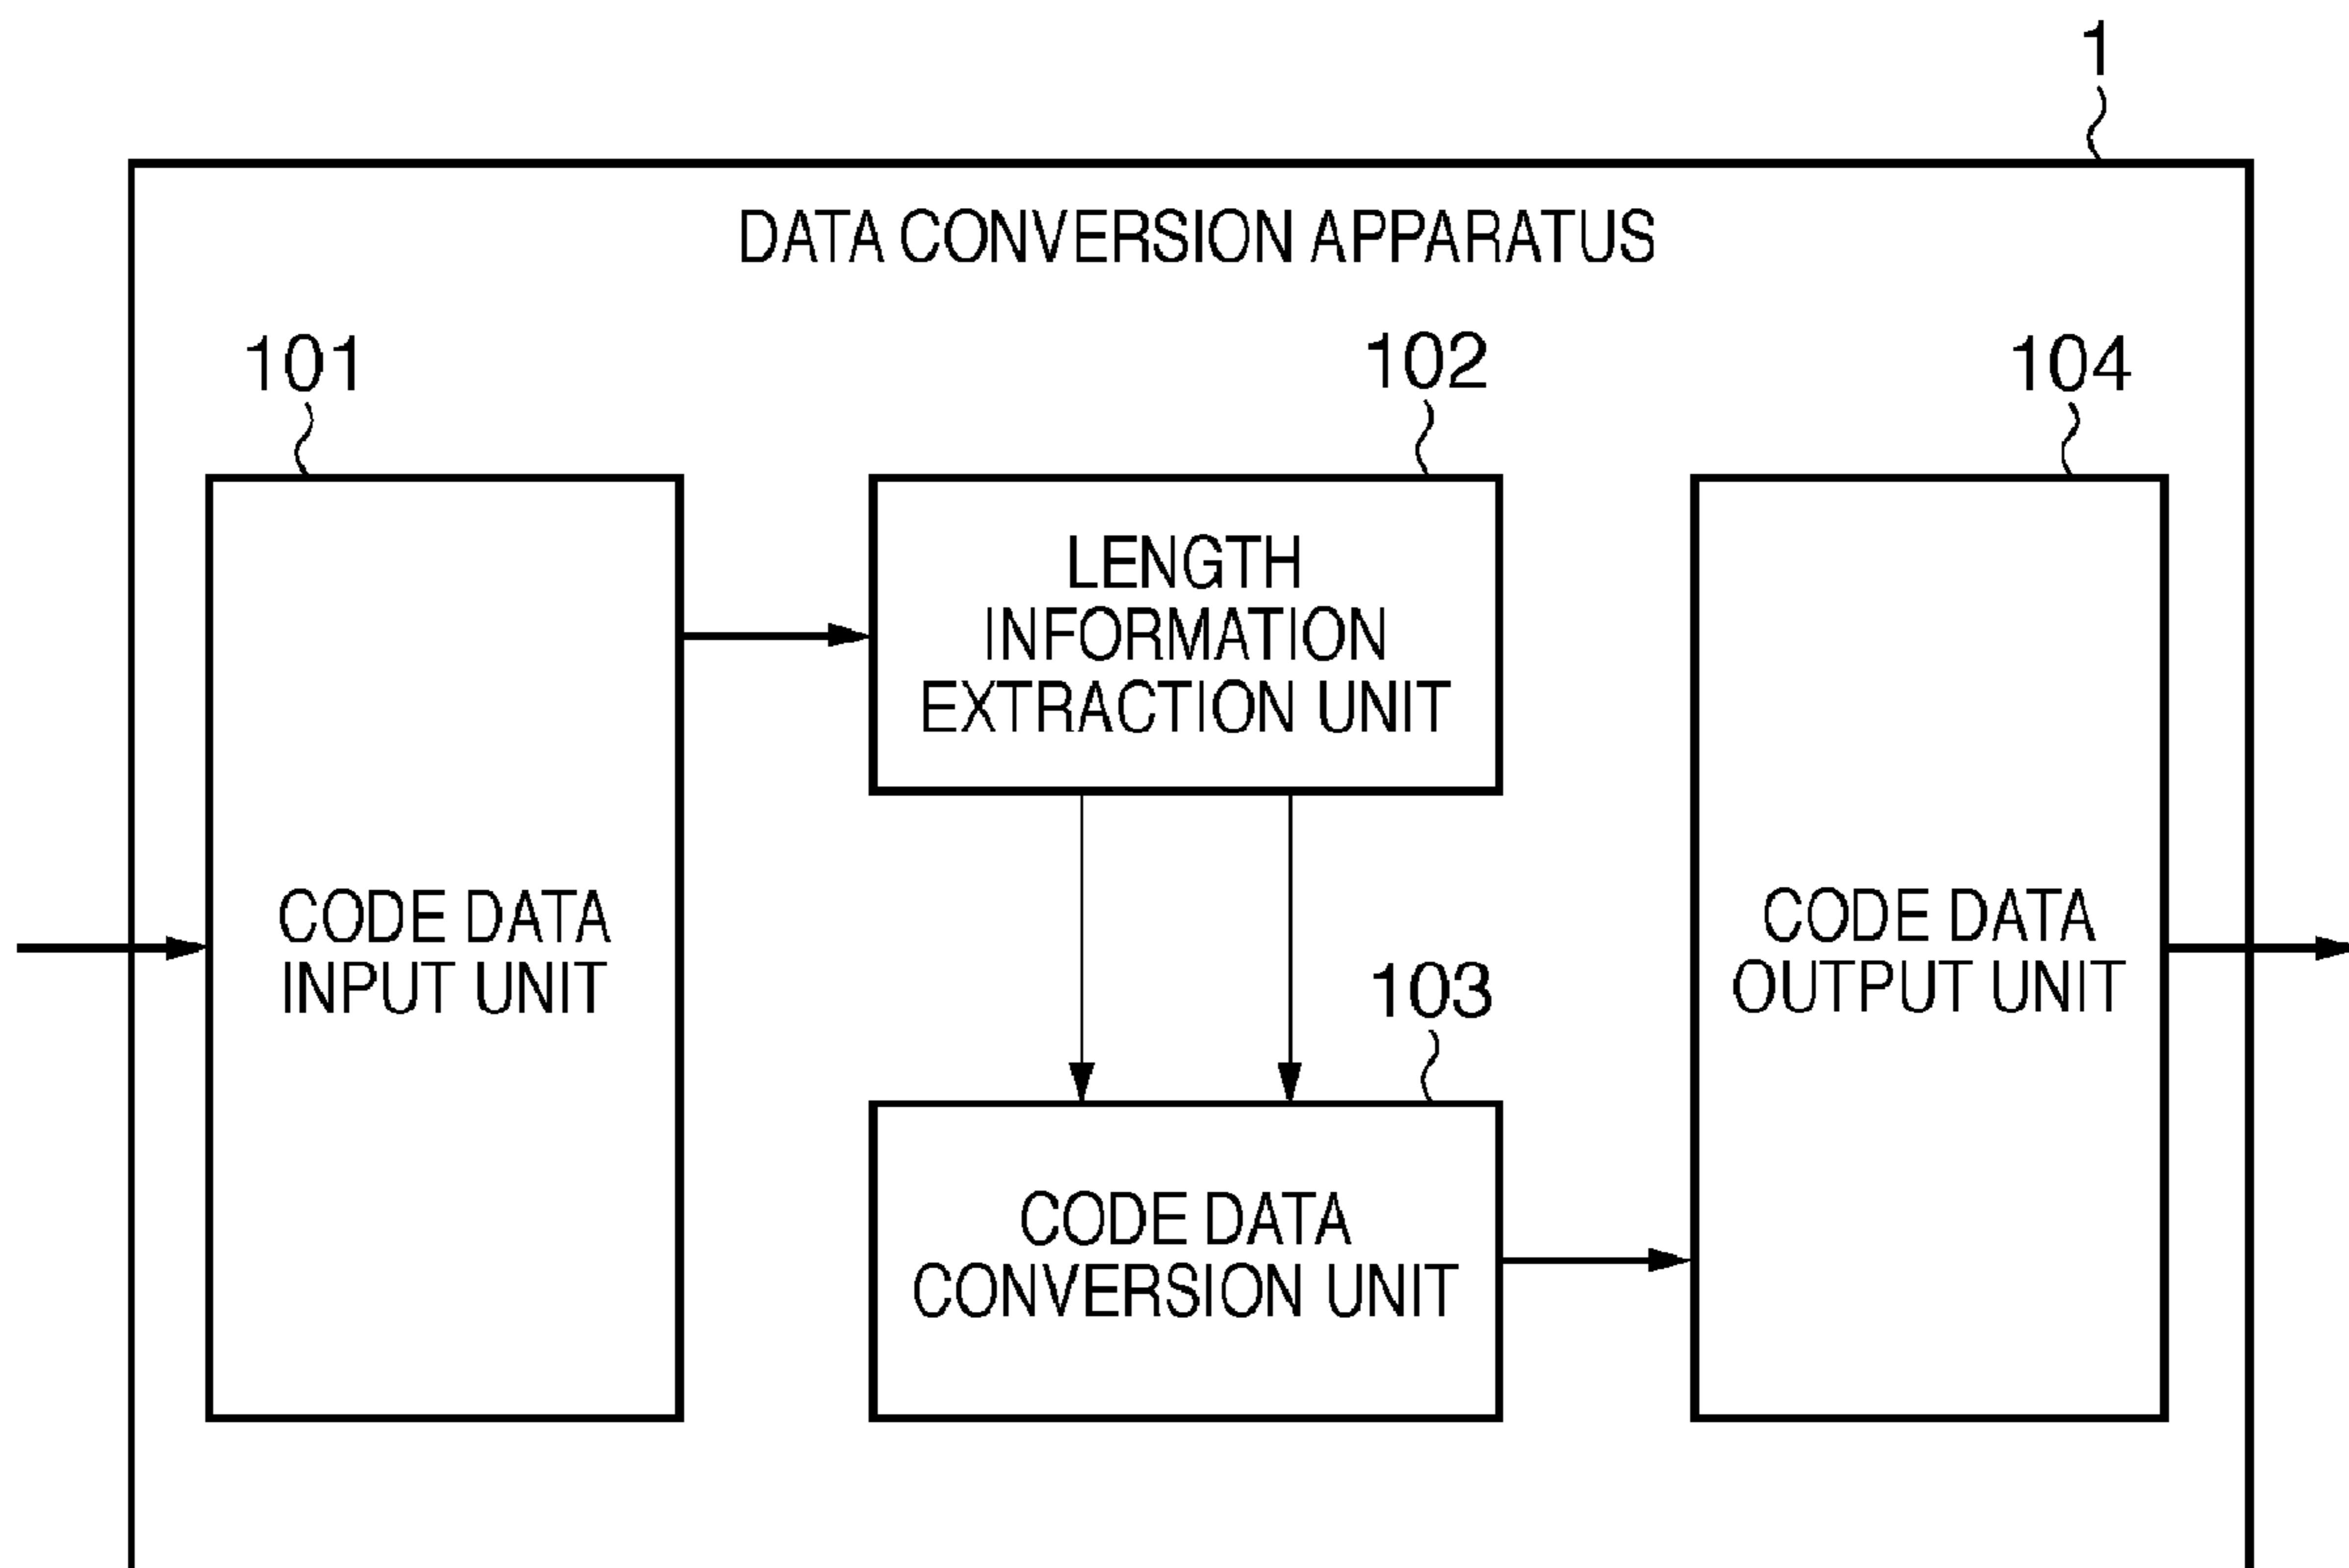 1
DATA CONVERSION APPARATUS
101
102
104
LENGTH
INFORMATION
EXTRACTION UNIT
CODE DATA
INPUT UNIT
CODE DATA
OUTPUT UNIT
103
CODE DATA
CONVERSION UNIT